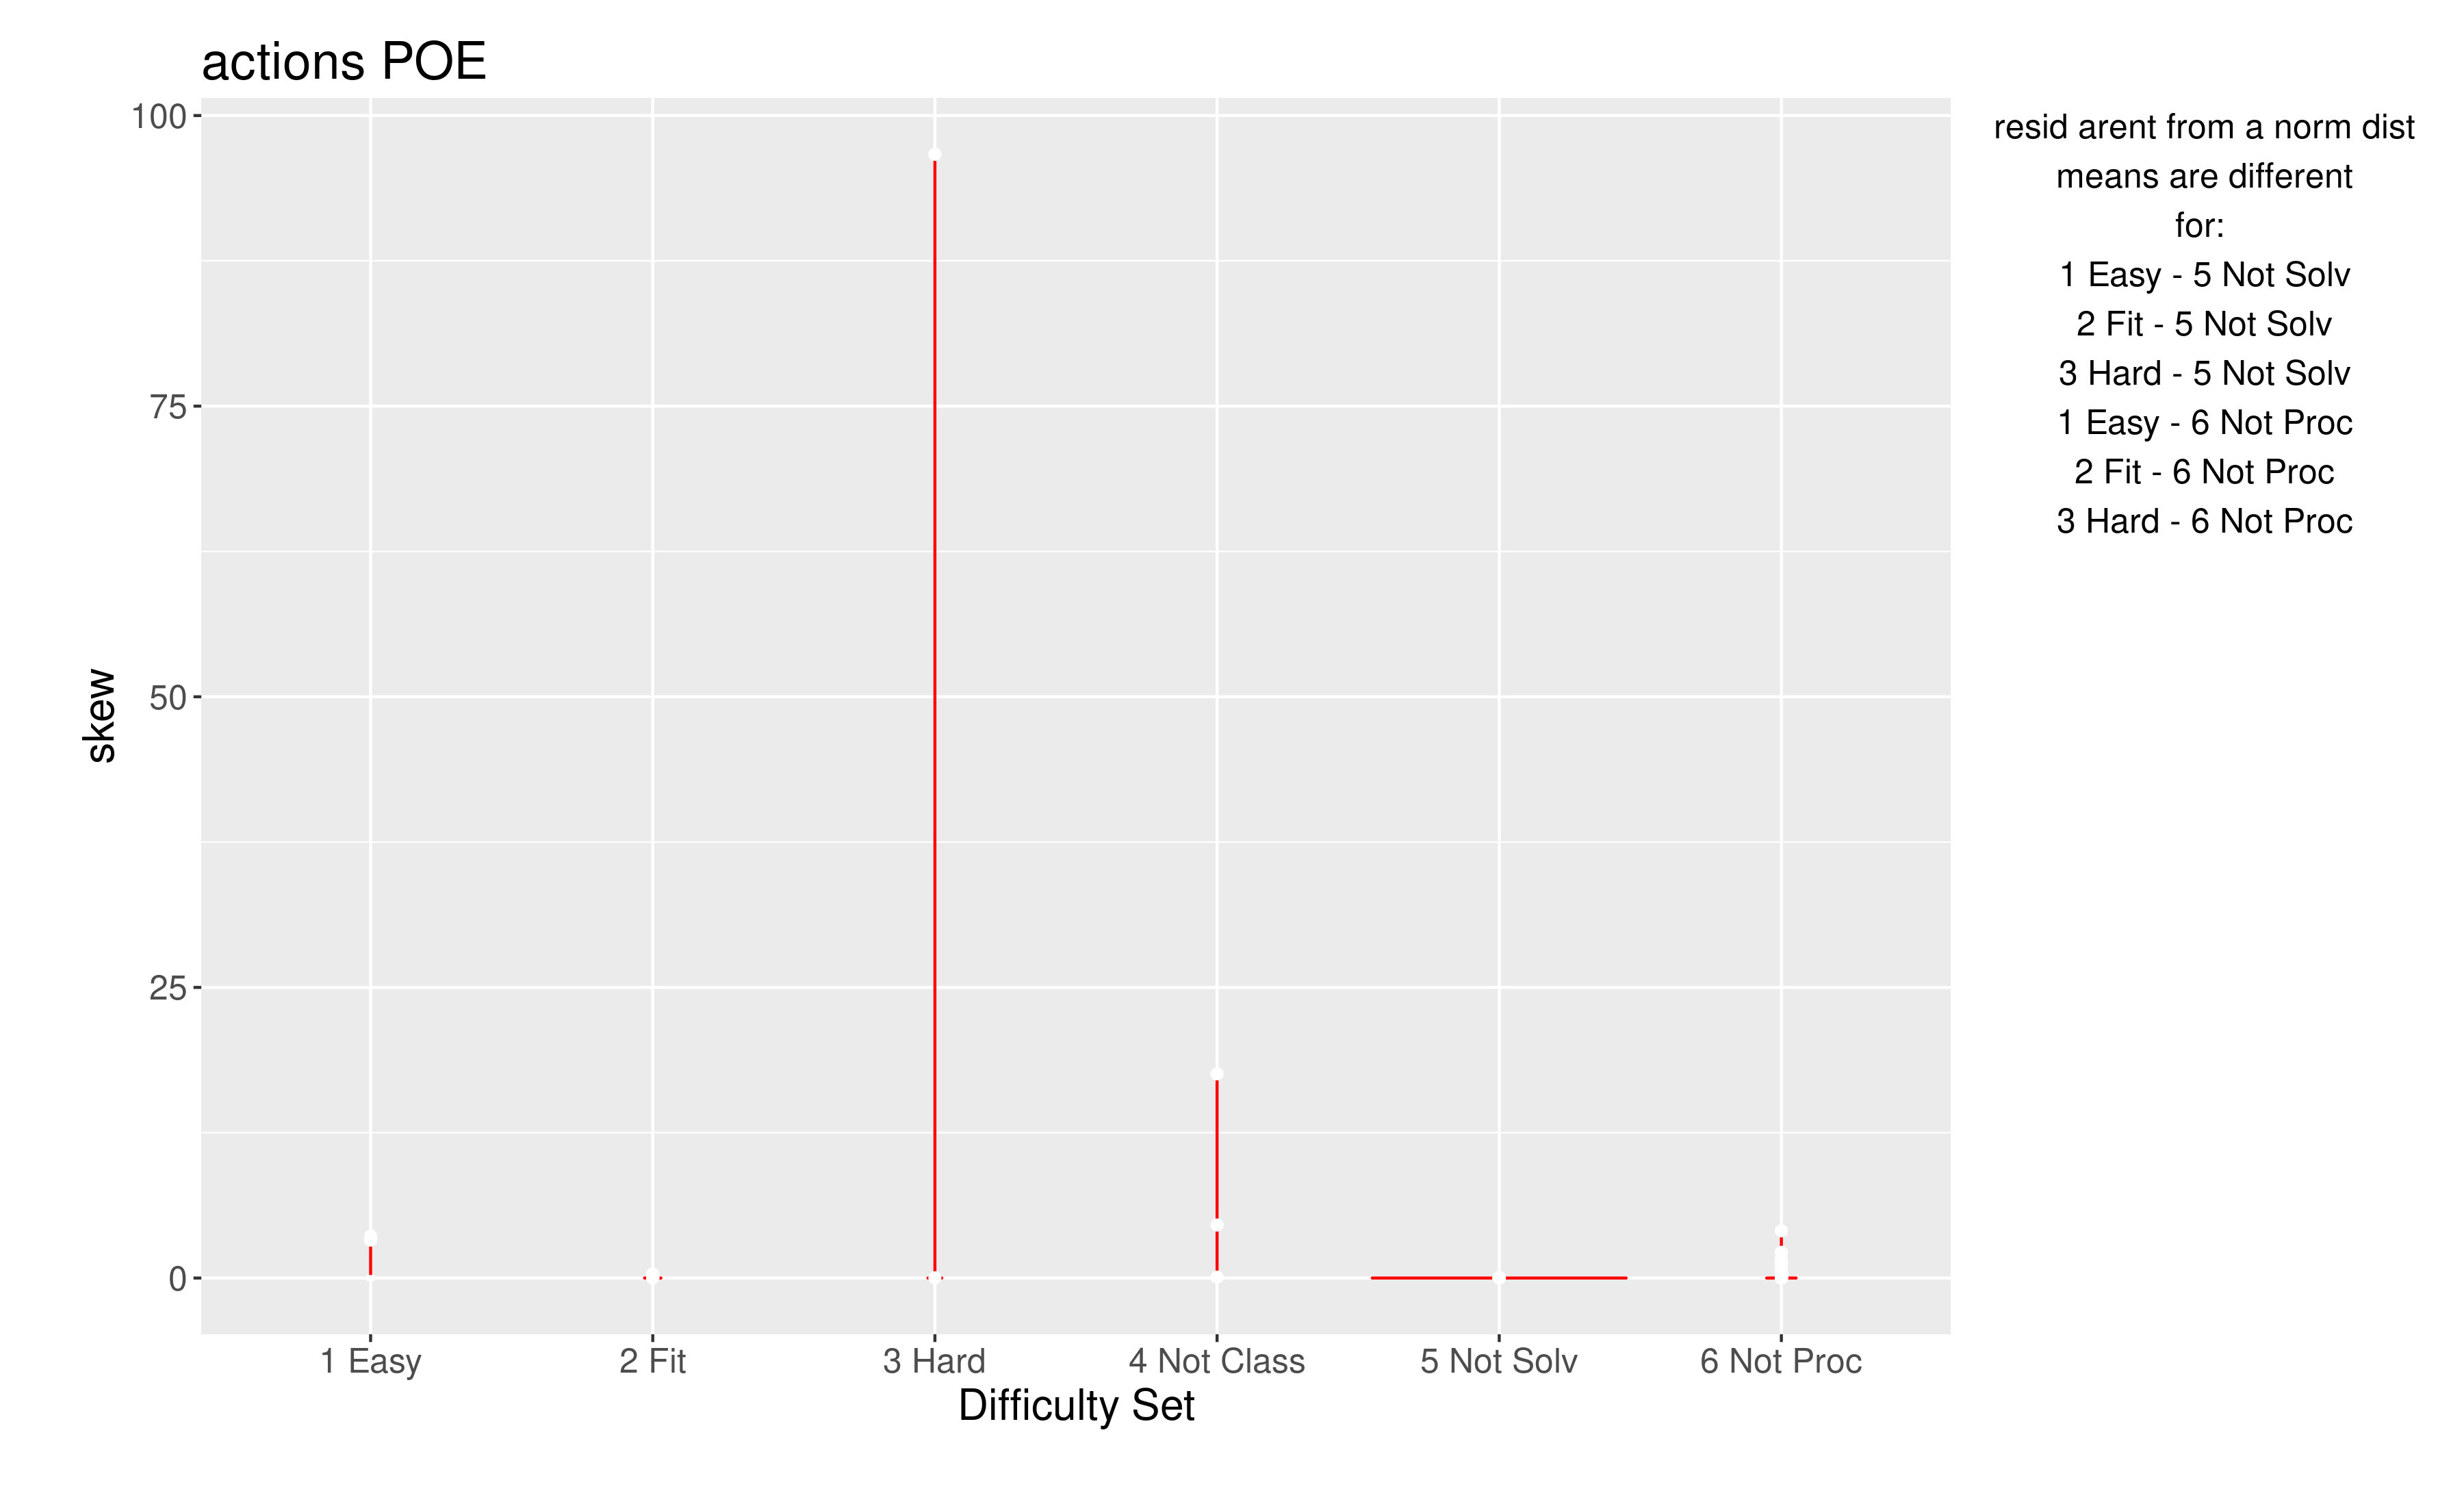 actions POE
100
75
50
25
0
skew
1 Easy
2 Fit
3 Hard
4 Not Class
5 Not Solv
6 Not Proc
Difficulty Set
resid arent from a norm dist
means are different
for:
1 Easy - 5 Not Solv
2 Fit - 5 Not Solv
3 Hard - 5 Not Solv
1 Easy - 6 Not Proc
2 Fit - 6 Not Proc
3 Hard - 6 Not Proc